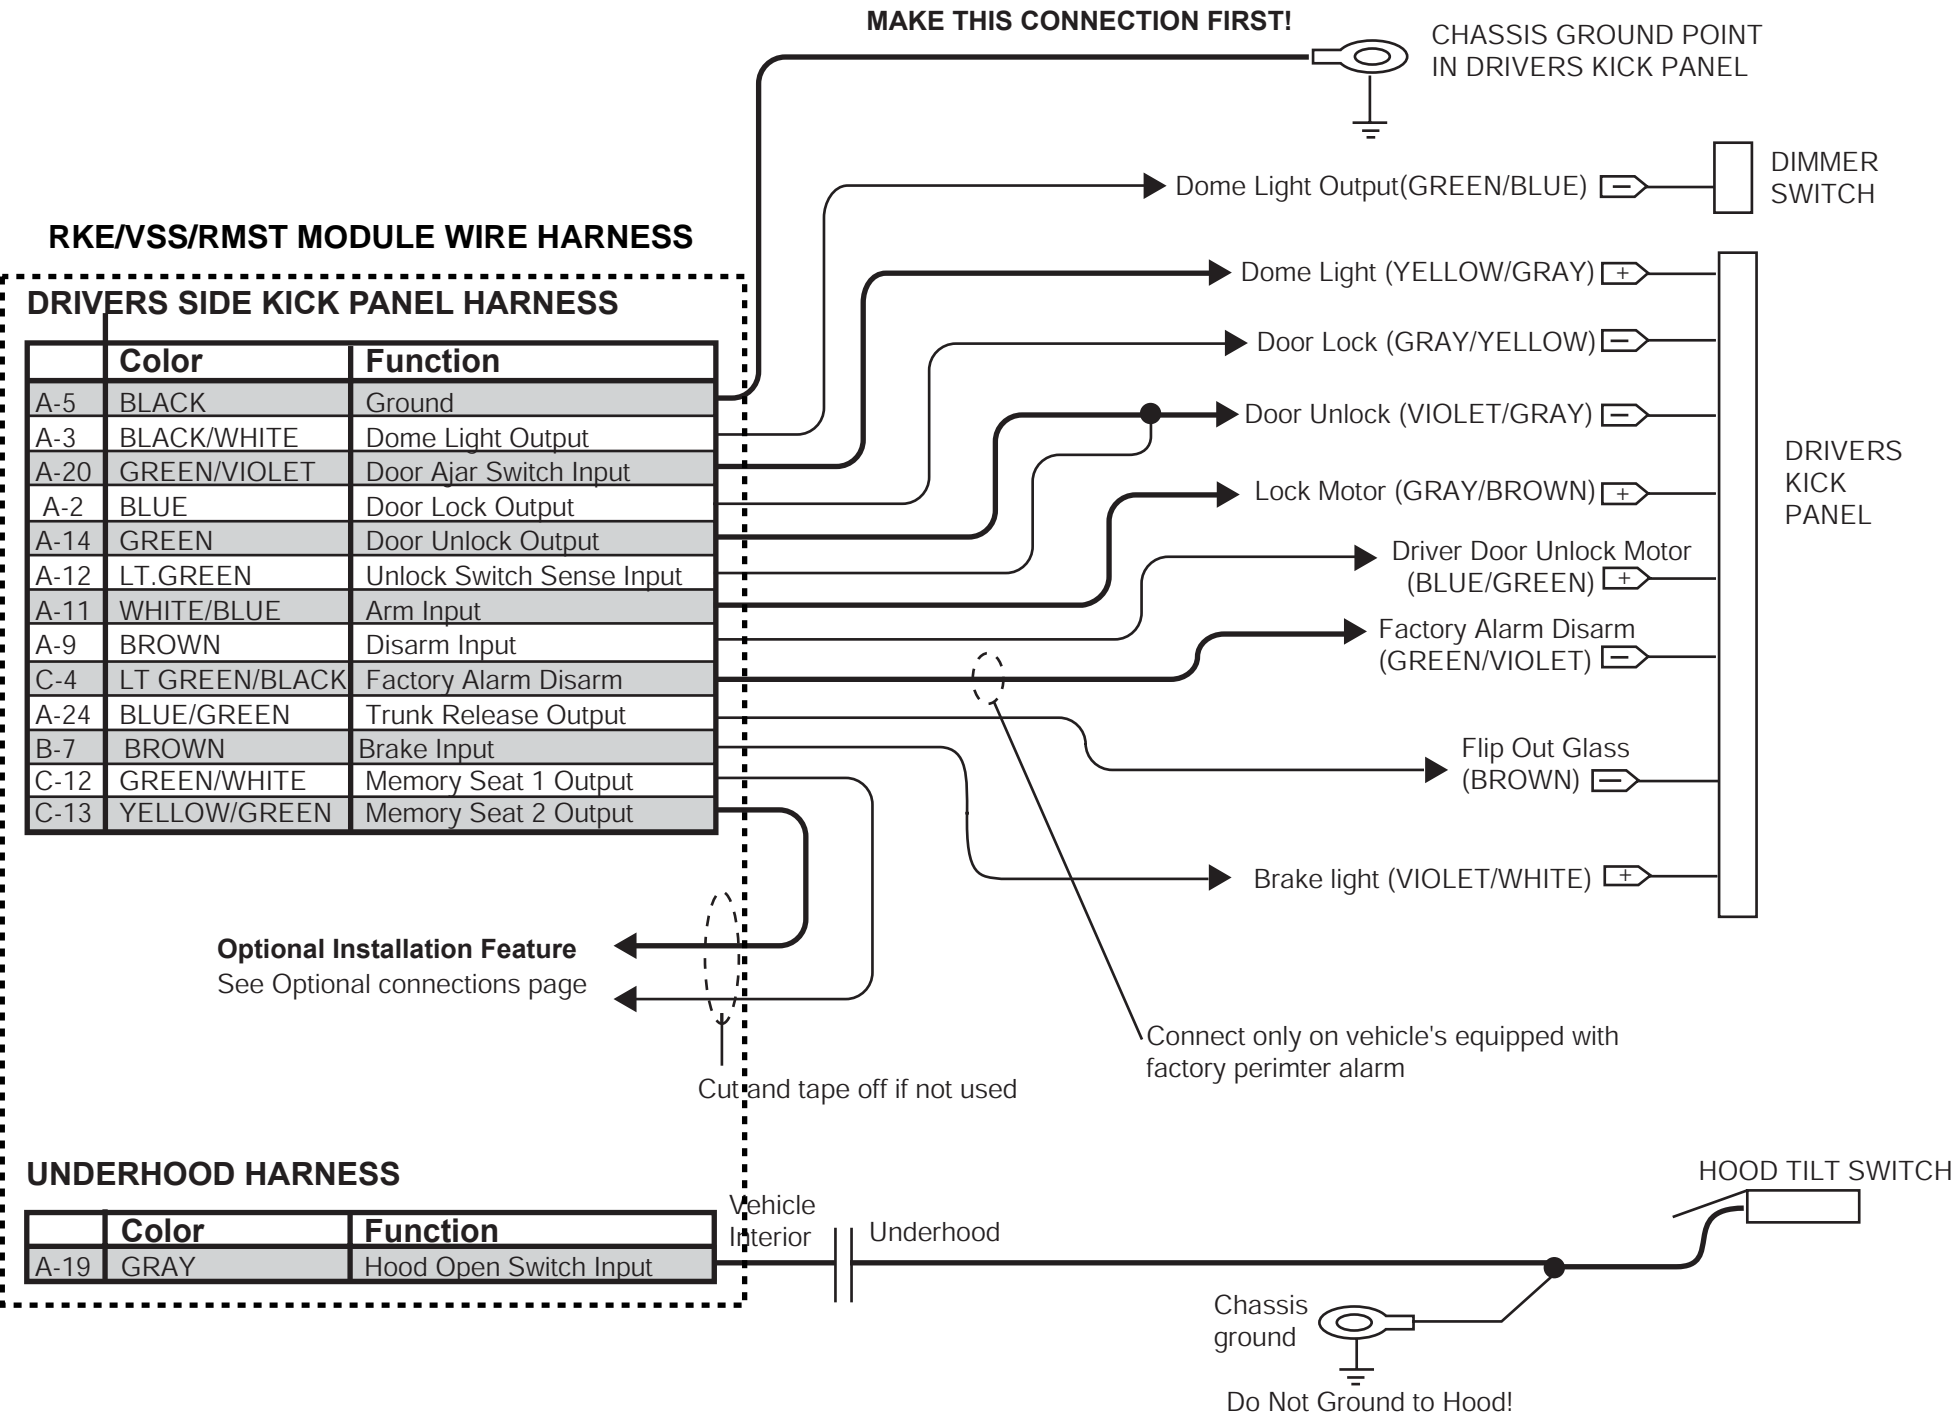 MAKE THIS CONNECTION FIRST!
CHASSIS GROUND POINT
IN DRIVERS KICK PANEL
Dome Light Output(GREEN/BLUE) −
DIMMER
SWITCH
RKE/VSS/RMST MODULE WIRE HARNESS
DRIVERS SIDE KICK PANEL HARNESS
Color Function
A-5 BLACK Ground
A-3 BLACK/WHITE Dome Light Output
A-20 GREEN/VIOLET Door Ajar Switch Input
A-2 BLUE Door Lock Output
A-14 GREEN Door Unlock Output
A-12 LT.GREEN Unlock Switch Sense Input
A-11 WHITE/BLUE Arm Input
A-9 BROWN Disarm Input
C-4 LT GREEN/BLACK Factory Alarm Disarm
A-24 BLUE/GREEN Trunk Release Output
B-7 BROWN Brake Input
C-12 GREEN/WHITE Memory Seat 1 Output
C-13 YELLOW/GREEN Memory Seat 2 Output
Dome Light (YELLOW/GRAY) +
Door Lock (GRAY/YELLOW) −
Door Unlock (VIOLET/GRAY) −
Lock Motor (GRAY/BROWN) +
Driver Door Unlock Motor
(BLUE/GREEN) +
Factory Alarm Disarm
(GREEN/VIOLET) −
Flip Out Glass
(BROWN) −
Brake light (VIOLET/WHITE) +
DRIVERS
KICK
PANEL
Optional Installation Feature
See Optional connections page
Cut and tape off if not used
Connect only on vehicle's equipped with
factory perimter alarm
UNDERHOOD HARNESS
Color Function
A-19 GRAY Hood Open Switch Input
Vehicle
Interior
Underhood
HOOD TILT SWITCH
Chassis
ground
Do Not Ground to Hood!